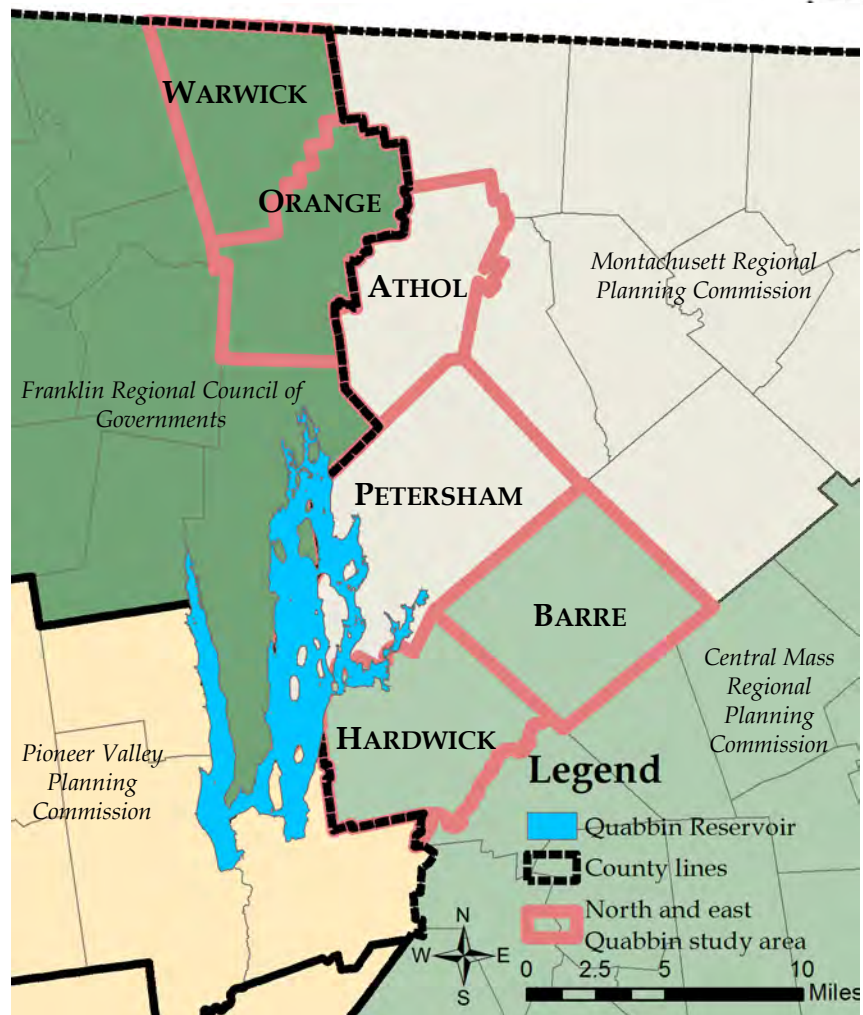 WARWICK
ORANGE
ATHOL
Montachusett Regional
Planning Commission
Franklin Regional Council of
Governments
PETERSHAM
BARRE
Central Mass
Regional
Planning
Commission
HARDWICK
Pioneer Valley
Planning
Commission
Legend
Quabbin Reservoir
County lines
North and east
Quabbin study area
N
W E
S
0 2.5 5 10
Miles